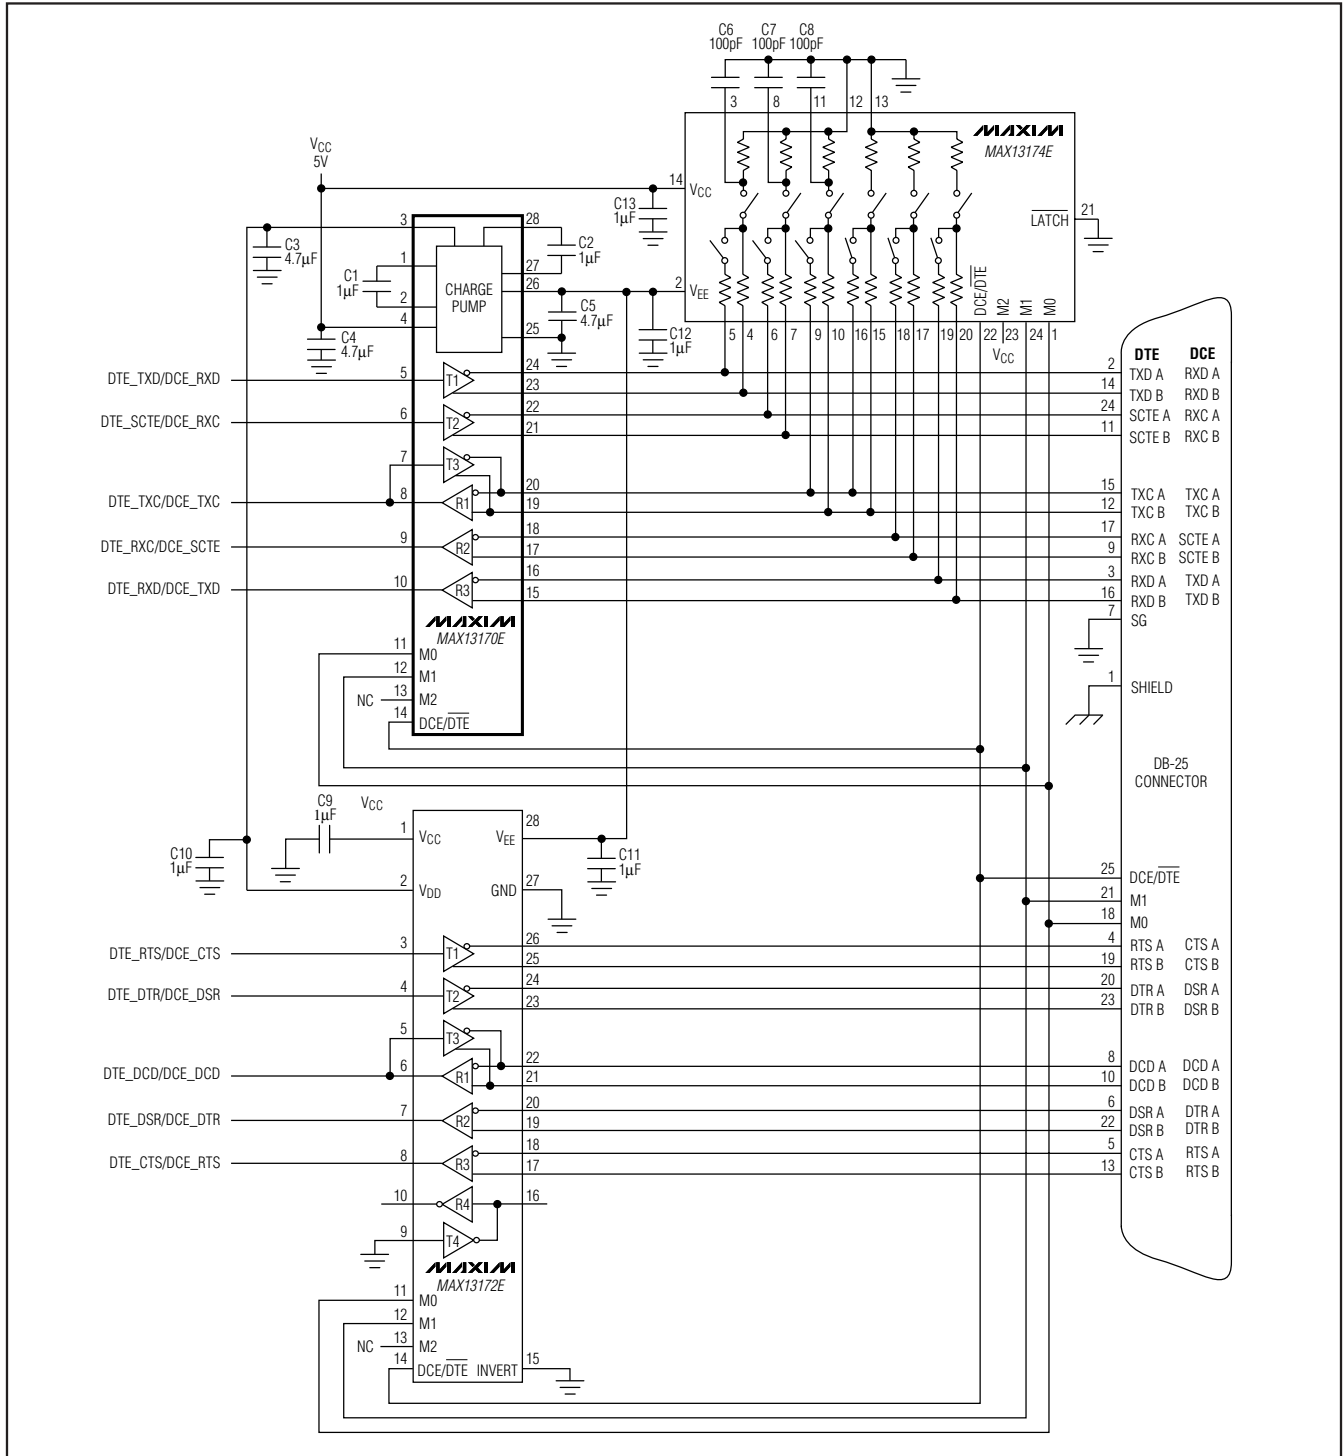 C6 C7 C8
100pF 100pF 100pF
3 8 11 12 13
MAXIM
MAX13174E
VCC
5V
14 VCC
C13
1µF
LATCH 21
3 28
C3
4.7µF
C2
1µF
1 27
C1
1µF
CHARGE
PUMP
26
2 VEE
2
C5
4.7µF
4 25
C12
1µF
C4
4.7µF
DCE/DTE M2 M1 M0
5 4 6 7 9 10 16 15 18 17 19 20 22 23 24 1
VCC
DTE DCE
DTE_TXD/DCE_RXD 5 T1 24 2 TXD A RXD A
23 14 TXD B RXD B
DTE_SCTE/DCE_RXC 6 T2 22 24 SCTE A RXC A
21 11 SCTE B RXC B
7 T3
DTE_TXC/DCE_TXC 8 R1 20 15 TXC A TXC A
19 12 TXC B TXC B
DTE_RXC/DCE_SCTE 9 R2 18 17 RXC A SCTE A
17 9 RXC B SCTE B
DTE_RXD/DCE_TXD 10 R3 16 3 RXD A TXD A
15 16 RXD B TXD B
7 SG
MAXIM
MAX13170E
11 M0
12 M1
NC 13 M2
14 DCE/DTE
1 SHIELD
DB-25
CONNECTOR
C9
1µF
VCC
1 VCC VEE 28
C10
1µF
C11
1µF
2 VDD GND 27
25 DCE/DTE
21 M1
18 M0
DTE_RTS/DCE_CTS 3 T1 26 4 RTS A CTS A
25 19 RTS B CTS B
DTE_DTR/DCE_DSR 4 T2 24 20 DTR A DSR A
23 23 DTR B DSR B
5 T3
DTE_DCD/DCE_DCD 6 R1 22 8 DCD A DCD A
21 10 DCD B DCD B
DTE_DSR/DCE_DTR 7 R2 20 6 DSR A DTR A
19 22 DSR B DTR B
DTE_CTS/DCE_RTS 8 R3 18 5 CTS A RTS A
17 13 CTS B RTS B
10 R4 16
9 T4
MAXIM
MAX13172E
11 M0
12 M1
NC 13 M2
14 DCE/DTE INVERT 15